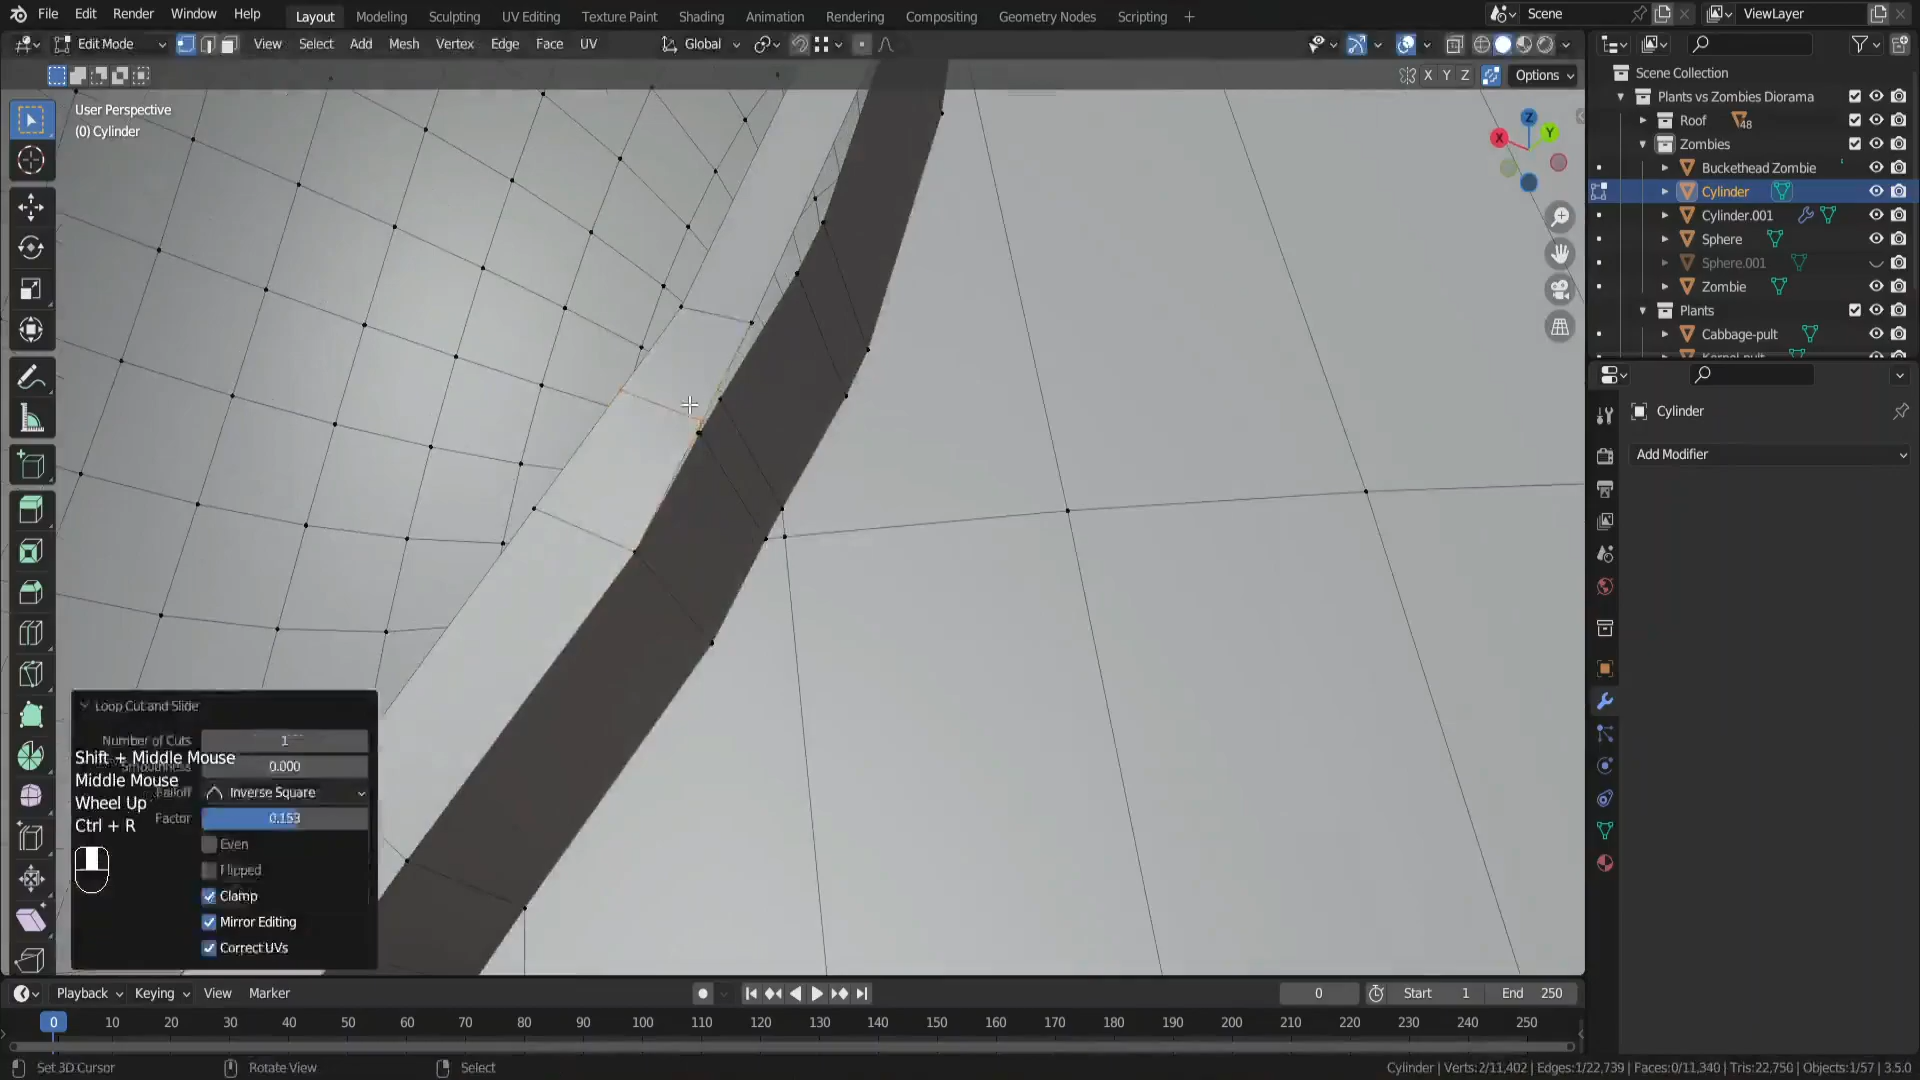 File Edit Render Window Help Layout Modeling Sculpting UV Editing Texture Paint Shading Animation Rendering Compositing Geometry Nodes Scripting + Scene ViewLayer
Edit Mode View Select Add Mesh Vertex Edge Face UV Global
X Y Z Options
User Perspective
(0) Cylinder
Z
Y
X
Scene Collection
Plants vs Zombies Diorama
Roof 48
Zombies
Buckethead Zombie
Cylinder
Cylinder.001
Sphere
Sphere.001
Zombie
Plants
Cabbage-pult
Kernel-pult
Cylinder
Add Modifier
Loop Cut and Slide
Number of Cuts 1
Shift + Middle Mouse
Smoothness 0.000
Middle Mouse
Falloff Inverse Square
Wheel Up
Factor 0.153
Ctrl + R
Even
Flipped
Clamp
Mirror Editing
Correct UVs
Playback Keying View Marker 0 Start 1 End 250
0 10 20 30 40 50 60 70 80 90 100 110 120 130 140 150 160 170 180 190 200 210 220 230 240 250
Set 3D Cursor Rotate View Select Cylinder | Verts:2/11,402 | Edges:1/22,739 | Faces:0/11,340 | Tris:22,750 | Objects:1/57 | 3.5.0